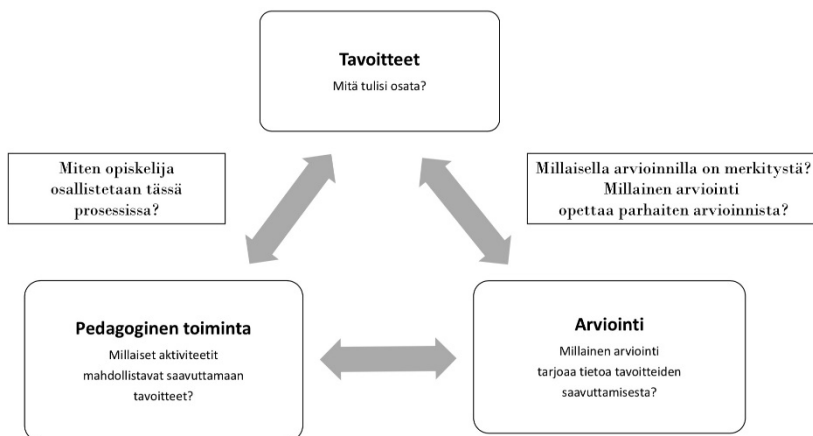 Tavoitteet
Mitä tulisi osata?
Miten opiskelija
osallistetaan tässä
prosessissa?
Millaisella arvioinnilla on merkitystä?
Millainen arviointi
opettaa parhaiten arvioinnista?
Pedagoginen toiminta
Millaiset aktiviteetit
mahdollistavat saavuttamaan
tavoitteet?
Arviointi
Millainen arviointi
tarjoaa tietoa tavoitteiden
saavuttamisesta?